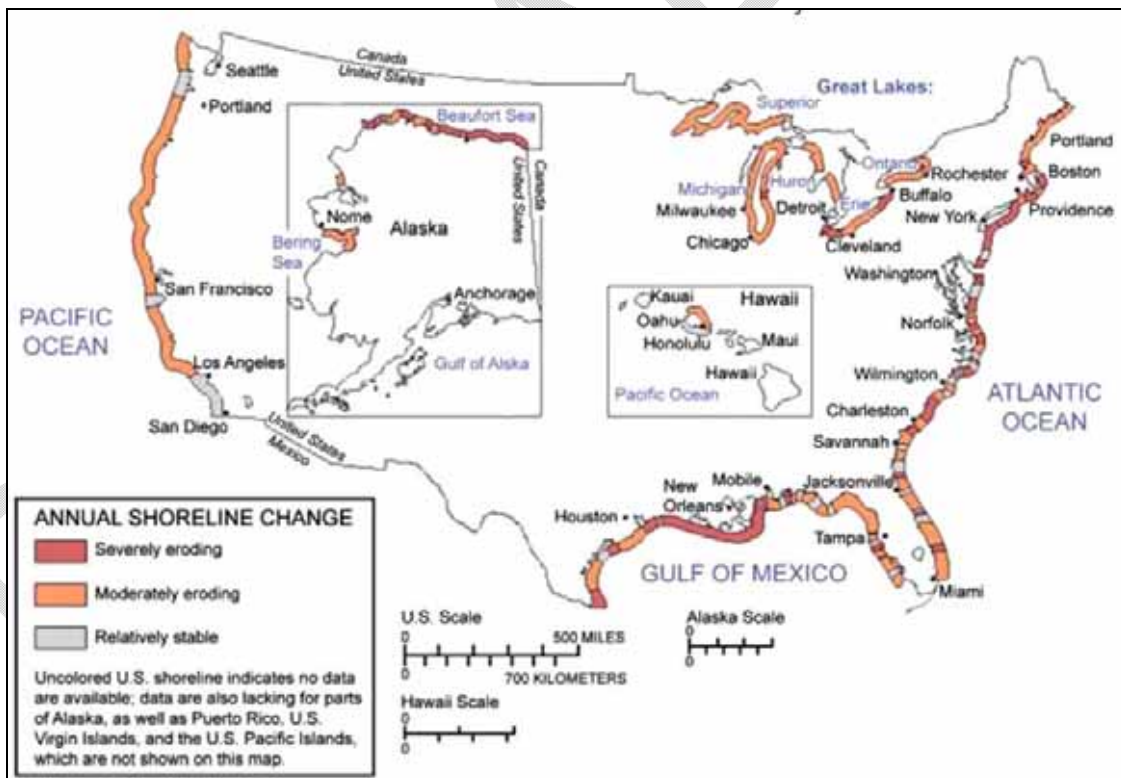 Canada
United States
Seattle
Portland
Beaufort Sea
Canada
United States
Nome
Alaska
Bering
Sea
Anchorage
Gulf of Alska
Great Lakes:
Superior
Ontario
Portland
Michigan
Huron
Rochester
Boston
Milwaukee
Detroit
Erie
Buffalo
New York
Providence
Chicago
Cleveland
Washington
San Francisco
PACIFIC
OCEAN
Kauai
Hawaii
Oahu
Honolulu
Maui
Hawaii
Pacific Ocean
Norfolk
Los Angeles
San Diego
United States
Mexico
Wilmington
ATLANTIC
OCEAN
Charleston
Savannah
Mobile
Jacksonville
New
Orleans
Houston
Tampa
GULF OF MEXICO
Miami
ANNUAL SHORELINE CHANGE
Severely eroding
Moderately eroding
Relatively stable
Uncolored U.S. shoreline indicates no data
are available; data are also lacking for parts
of Alaska, as well as Puerto Rico, U.S.
Virgin Islands, and the U.S. Pacific Islands,
which are not shown on this map.
U.S. Scale
0 500 MILES
0 700 KILOMETERS
Alaska Scale
0
0
Hawaii Scale
0
0